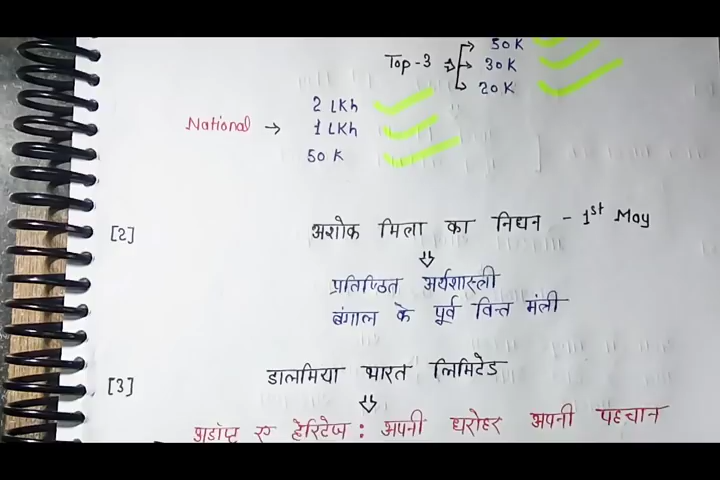 50 K
Top-3 ⇒ → 30 K
20 K
2 LKh
National → 1 LKh
50 K
[2] अशोक मित्रा का निधन - 1st May
⇓
प्रतिष्ठित अर्थशास्त्री
बंगाल के पूर्व वित्त मंत्री
[3] डालमिया भारत लिमिटेड
⇓
अडॉप्ट ए हेरिटेज : अपनी धरोहर अपनी पहचान